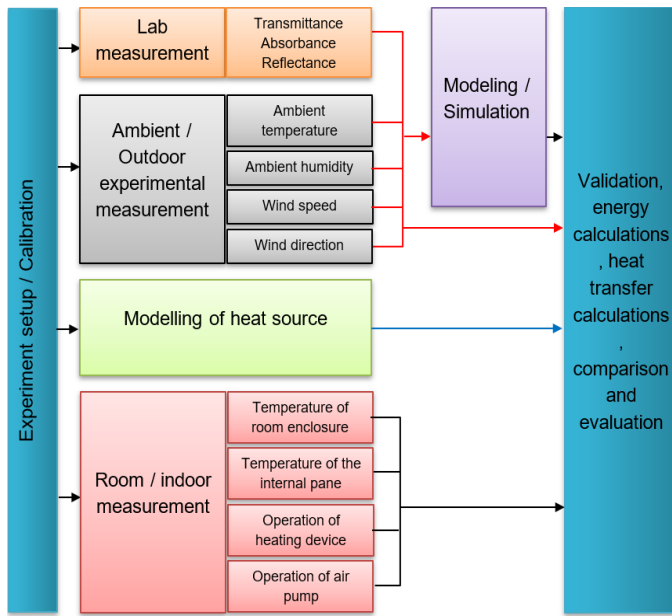 Experiment setup / Calibration
Lab
measurement
Transmittance
Absorbance
Reflectance
Ambient /
Outdoor
experimental
measurement
Ambient
temperature
Ambient humidity
Wind speed
Wind direction
Modeling /
Simulation
Modelling of heat source
Room / indoor
measurement
Temperature of
room enclosure
Temperature of the
internal pane
Operation of
heating device
Operation of air
pump
Validation,
energy
calculations
, heat
transfer
calculations
,
comparison
and
evaluation